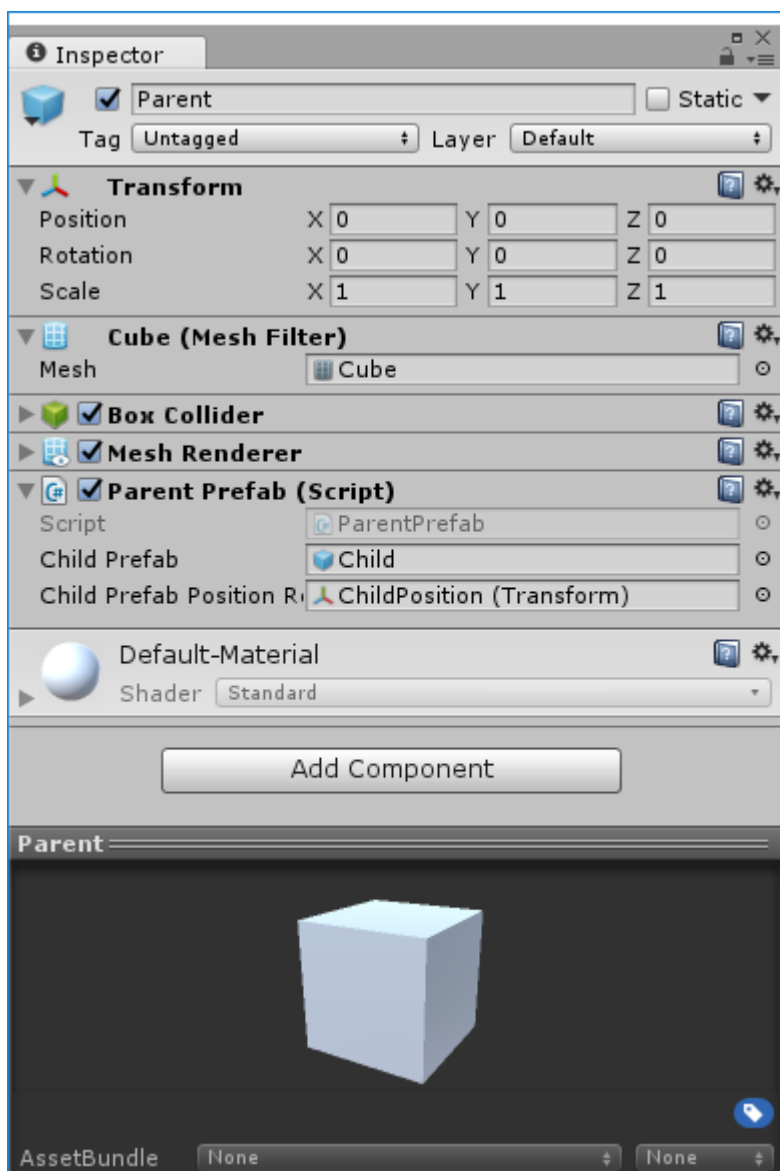 Inspector
Parent Static
Tag Untagged Layer Default
Transform
Position X 0 Y 0 Z 0
Rotation X 0 Y 0 Z 0
Scale X 1 Y 1 Z 1
Cube (Mesh Filter)
Mesh Cube
Box Collider
Mesh Renderer
Parent Prefab (Script)
Script ParentPrefab
Child Prefab Child
Child Prefab Position R ChildPosition (Transform)
Default-Material
Shader Standard
Add Component
Parent
AssetBundle None None